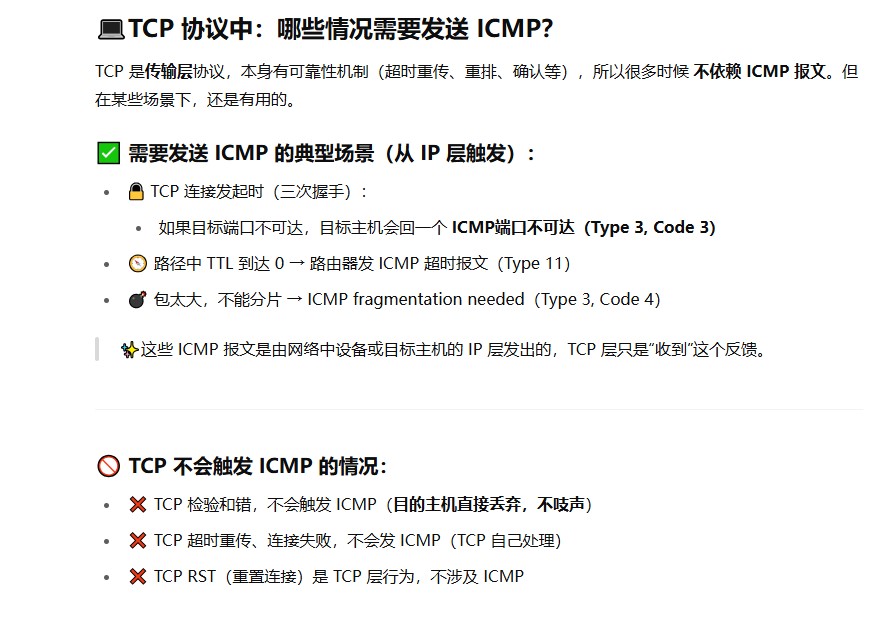 💻TCP 协议中：哪些情况需要发送 ICMP？
TCP 是传输层协议，本身有可靠性机制（超时重传、重排、确认等），所以很多时候 不依赖 ICMP 报文。但
在某些场景下，还是有用的。
✅ 需要发送 ICMP 的典型场景（从 IP 层触发）：
• 🔒 TCP 连接发起时（三次握手）：
• 如果目标端口不可达，目标主机会回一个 ICMP端口不可达（Type 3, Code 3）
• 🧭 路径中 TTL 到达 0 → 路由器发 ICMP 超时报文（Type 11）
• 💣 包太大，不能分片 → ICMP fragmentation needed（Type 3, Code 4）
✨这些 ICMP 报文是由网络中设备或目标主机的 IP 层发出的，TCP 层只是“收到”这个反馈。
🚫 TCP 不会触发 ICMP 的情况：
• ❌ TCP 检验和错，不会触发 ICMP（目的主机直接丢弃，不吱声）
• ❌ TCP 超时重传、连接失败，不会发 ICMP（TCP 自己处理）
• ❌ TCP RST（重置连接）是 TCP 层行为，不涉及 ICMP